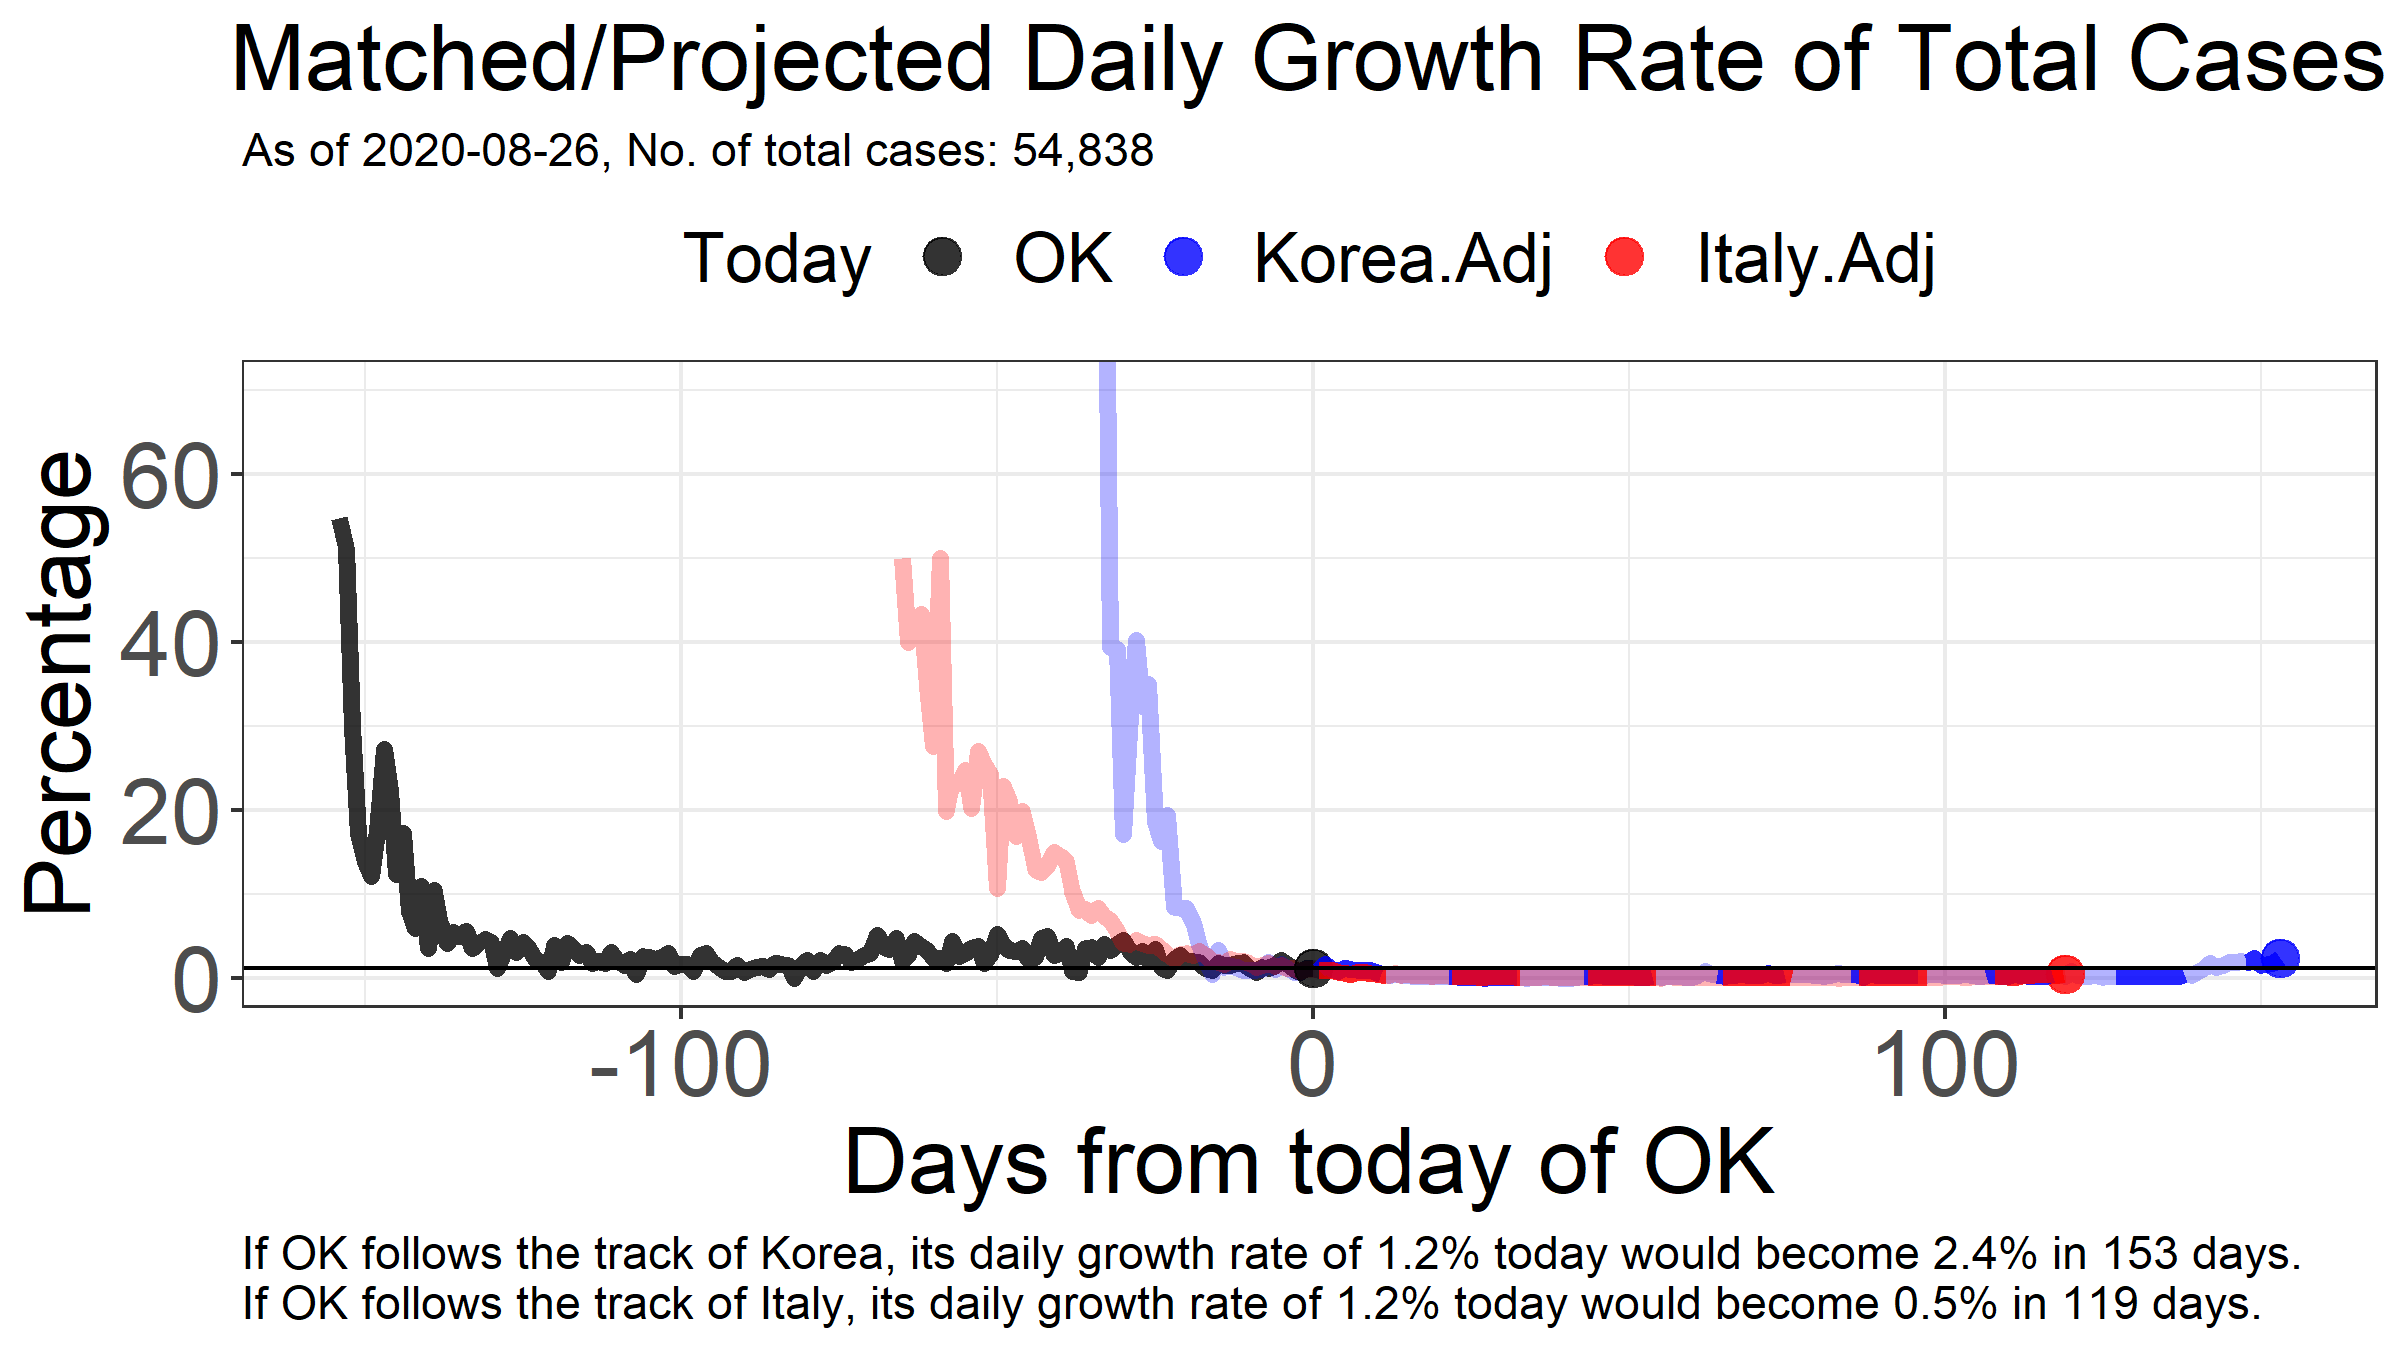 Matched/Projected Daily Growth Rate of Total Cases
As of 2020-08-26, No. of total cases: 54,838
Today OK Korea.Adj Italy.Adj
Percentage
60
40
20
0
-100 0 100
Days from today of OK
If OK follows the track of Korea, its daily growth rate of 1.2% today would become 2.4% in 153 days.
If OK follows the track of Italy, its daily growth rate of 1.2% today would become 0.5% in 119 days.